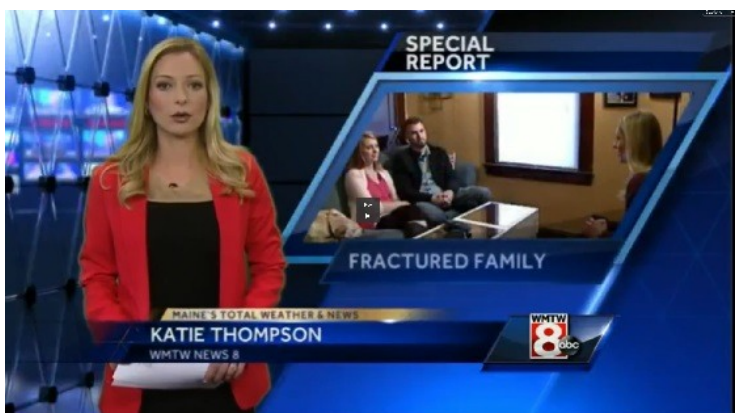 SPECIAL
REPORT
FRACTURED FAMILY
MAINE'S TOTAL WEATHER & NEWS
KATIE THOMPSON
WMTW NEWS 8
WMTW
8
abc